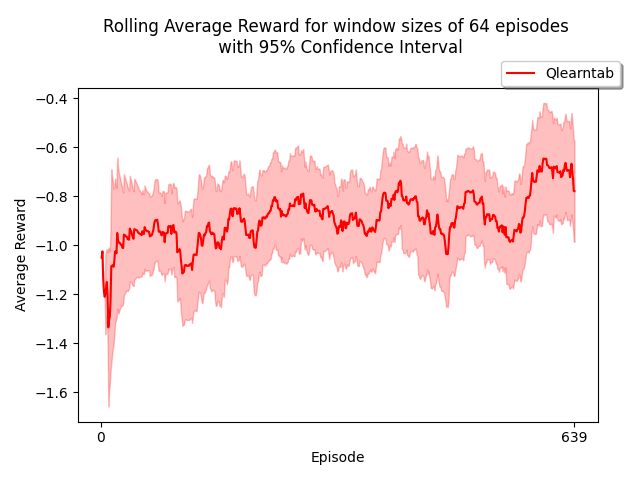 Rolling Average Reward for window sizes of 64 episodes
with 95% Confidence Interval
Qlearntab
−0.4
−0.6
−0.8
−1.0
−1.2
−1.4
−1.6
Average Reward
0
639
Episode